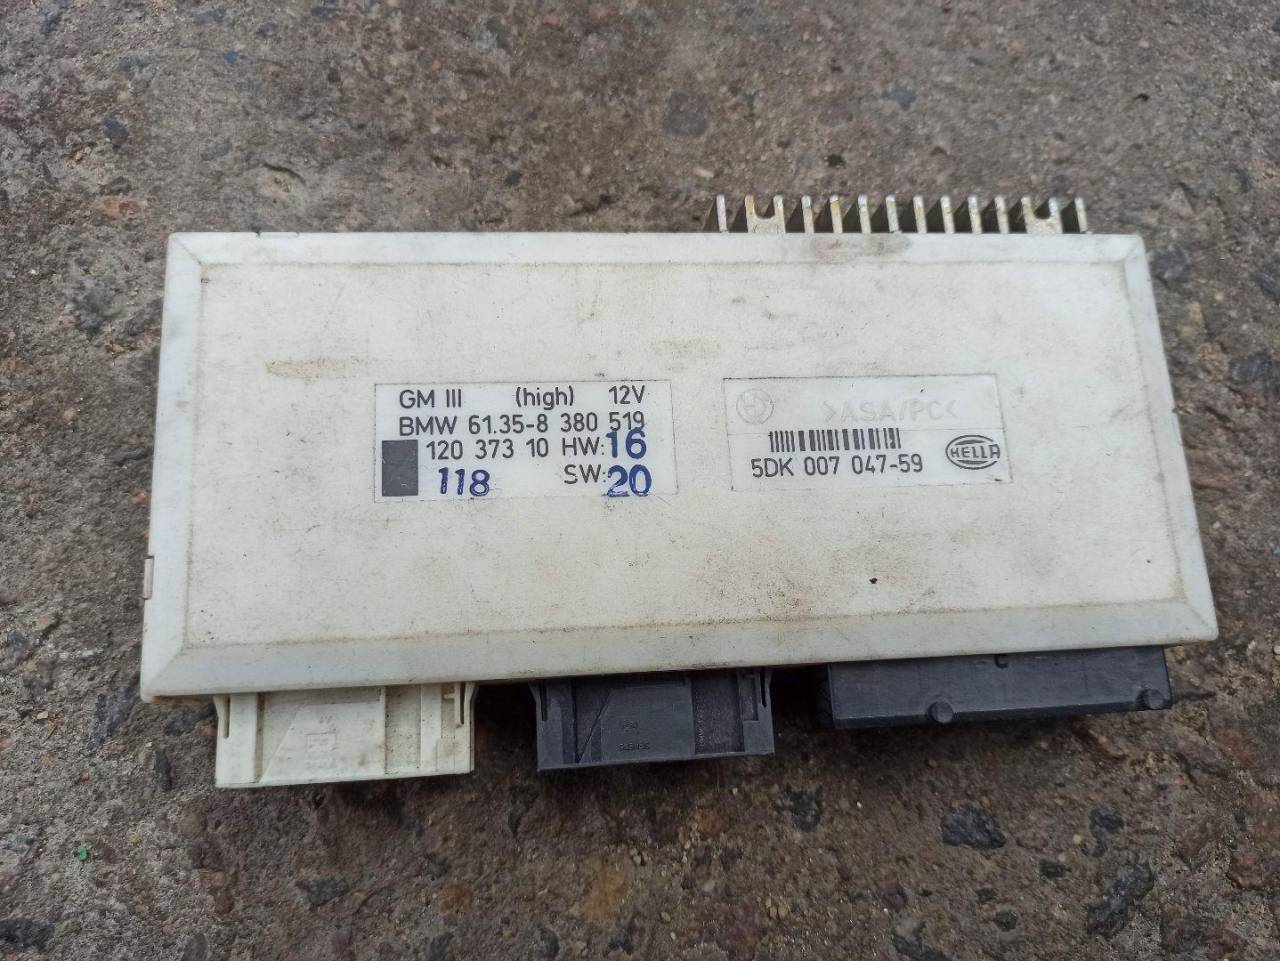 GM III (high) 12V
BMW 61.35-8 380 519
120 373 10 HW: 16
118 SW: 20
>ASA/PC<
5DK 007 047-59
HELLA
SIEMENS